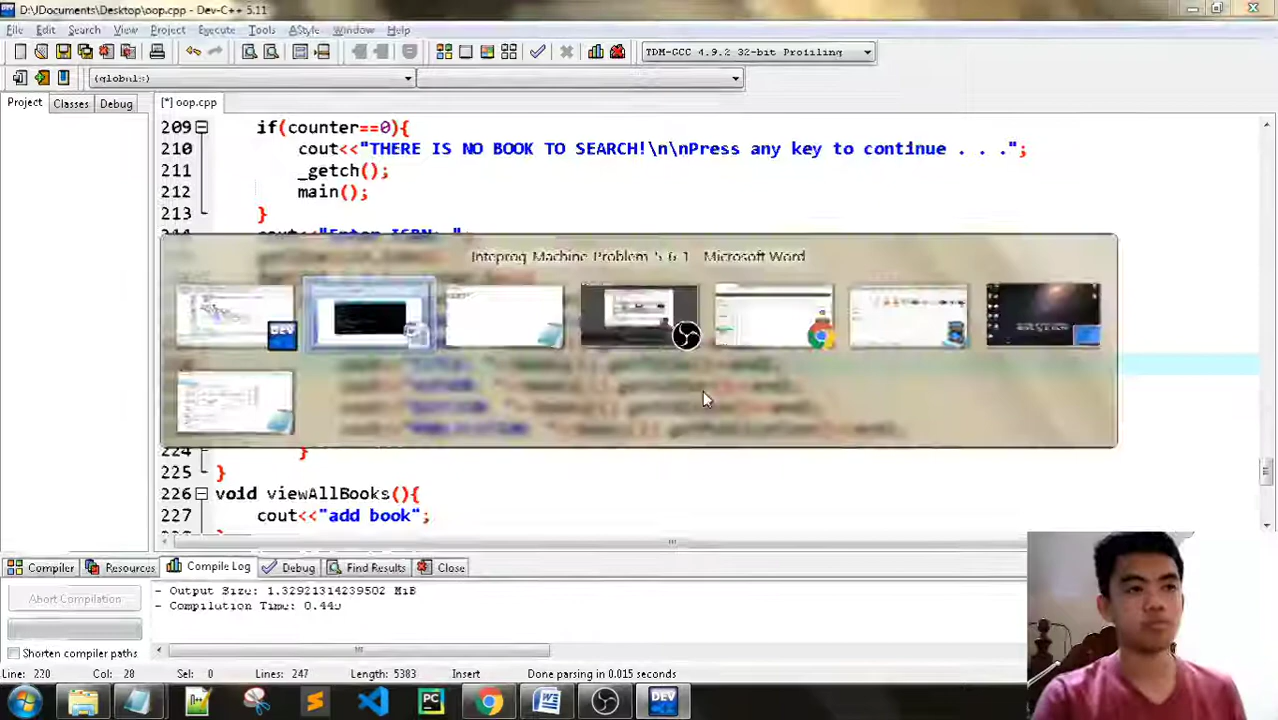 D:\JDocuments\Desktop\oop.cpp - Dev-C++ 5.11
File Edit Search View Project Execute Tools AStyle Window Help
TDM-GCC 4.9.2 32-bit Profiling
(globals)
Project Classes Debug
[*] oop.cpp
209 if(counter==0){
210 cout<<"THERE IS NO BOOK TO SEARCH!\n\nPress any key to continue . . .";
211 _getch();
212 main();
213 }
cout<<"Enter ISBN: ";
Inteprog Machine Problem 5.6.1 - Microsoft Word
224 }
225 }
226 void viewAllBooks(){
227 cout<<"add book";
Compiler Resources Compile Log Debug Find Results Close
Abort Compilation
- Output Size: 1.32921314239502 MiB
- Compilation Time: 0.44s
Shorten compiler paths
Line: 220 Col: 28 Sel: 0 Lines: 247 Length: 5383 Insert Done parsing in 0.015 seconds